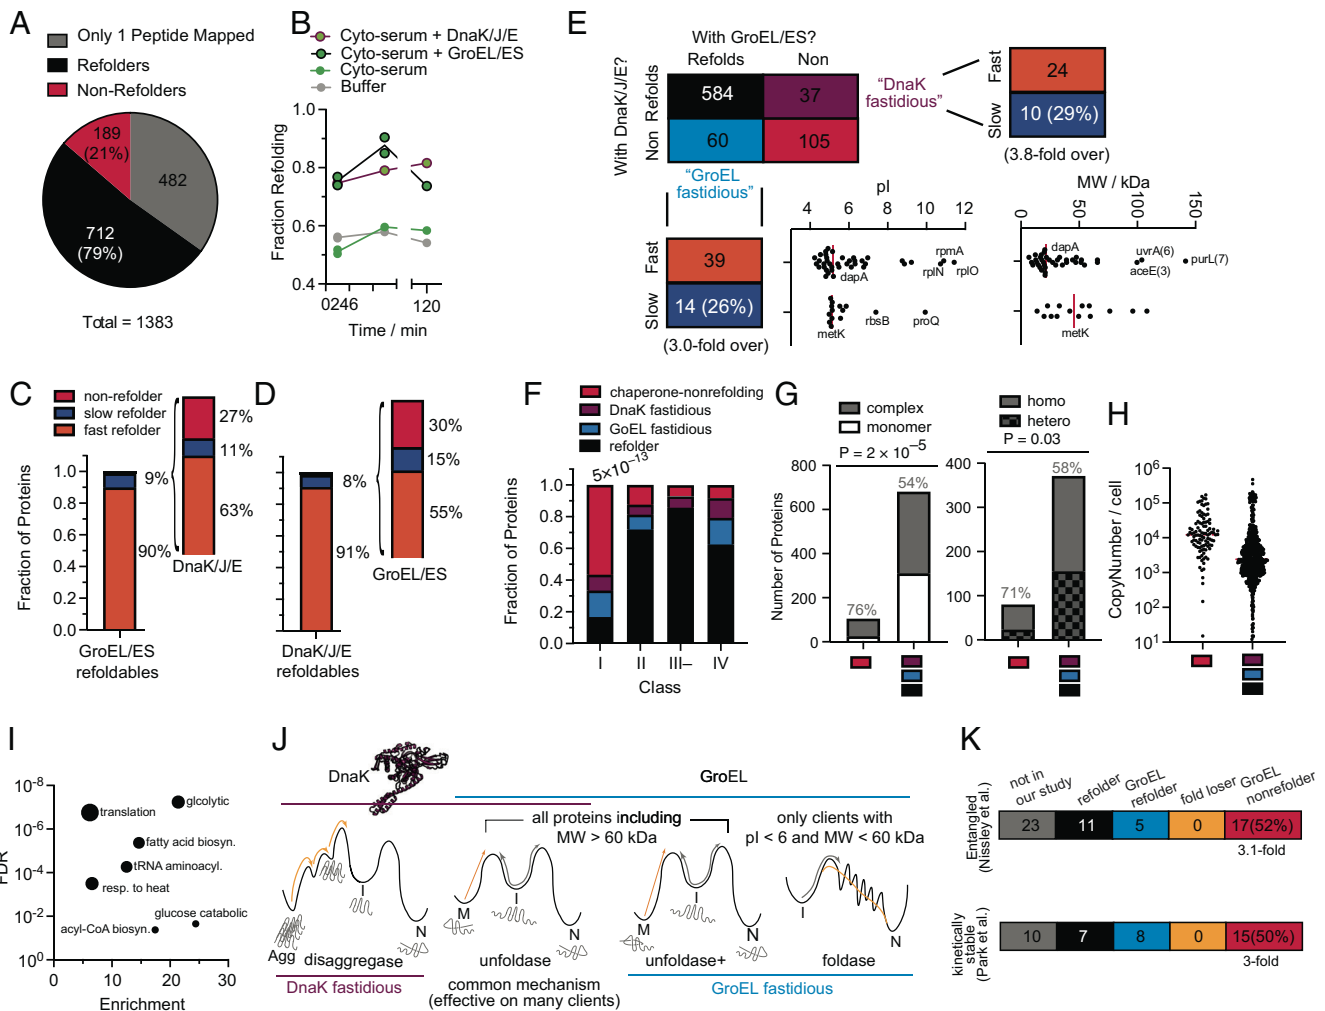 A
Only 1 Peptide Mapped
Refolders
Non-Refolders
189
(21%)
482
712
(79%)
Total = 1383
B
Cyto-serum + DnaK/J/E
Cyto-serum + GroEL/ES
Cyto-serum
Buffer
Fraction Refolding
1.0
0.8
0.6
0.4
0246
120
Time / min
E
With GroEL/ES?
Refolds
Non
With DnaK/J/E?
Refolds
Non
584
37
60
105
"DnaK
fastidious"
"GroEL
fastidious"
Fast
Slow
24
10 (29%)
(3.8-fold over)
Fast
Slow
39
14 (26%)
(3.0-fold over)
pI
4
6
8
10
12
dapA
rpmA
rplN
rplO
metK
rbsB
proQ
MW / kDa
0
50
100
150
dapA
uvrA(6)
aceE(3)
purL(7)
metK
C
non-refolder
slow refolder
fast refolder
Fraction of Proteins
1.0
0.8
0.6
0.4
0.2
0.0
9%
90%
27%
11%
63%
DnaK/J/E
GroEL/ES
refoldables
D
8%
91%
30%
15%
55%
GroEL/ES
DnaK/J/E
refoldables
F
chaperone-nonrefolding
DnaK fastidious
GoEL fastidious
refolder
5×10⁻¹³
Fraction of Proteins
1.0
0.8
0.6
0.4
0.2
0.0
I
II
III–
IV
Class
G
complex
monomer
P = 2 × 10⁻⁵
Number of Proteins
800
600
400
200
0
76%
54%
homo
hetero
P = 0.03
400
300
200
100
0
71%
58%
H
CopyNumber / cell
10⁶
10⁵
10⁴
10³
10²
10¹
I
FDR
10⁻⁸
10⁻⁶
10⁻⁴
10⁻²
10⁰
glcolytic
translation
fatty acid biosyn.
tRNA aminoacyl.
resp. to heat
glucose catabolic
acyl-CoA biosyn.
0
10
20
30
Enrichment
J
DnaK
GroEL
all proteins including
MW > 60 kDa
only clients with
pI < 6 and MW < 60 kDa
Agg
I
N
disaggregase
DnaK fastidious
M
I
N
unfoldase
common mechanism
(effective on many clients)
M
I
N
unfoldase+
I
N
foldase
GroEL fastidious
K
not in
our study
refolder
GroEL
refolder
fold loser
GroEL
nonrefolder
Entangled
(Nissley et al.)
23
11
5
0
17(52%)
3.1-fold
kinetically
stable
(Park et al.)
10
7
8
0
15(50%)
3-fold